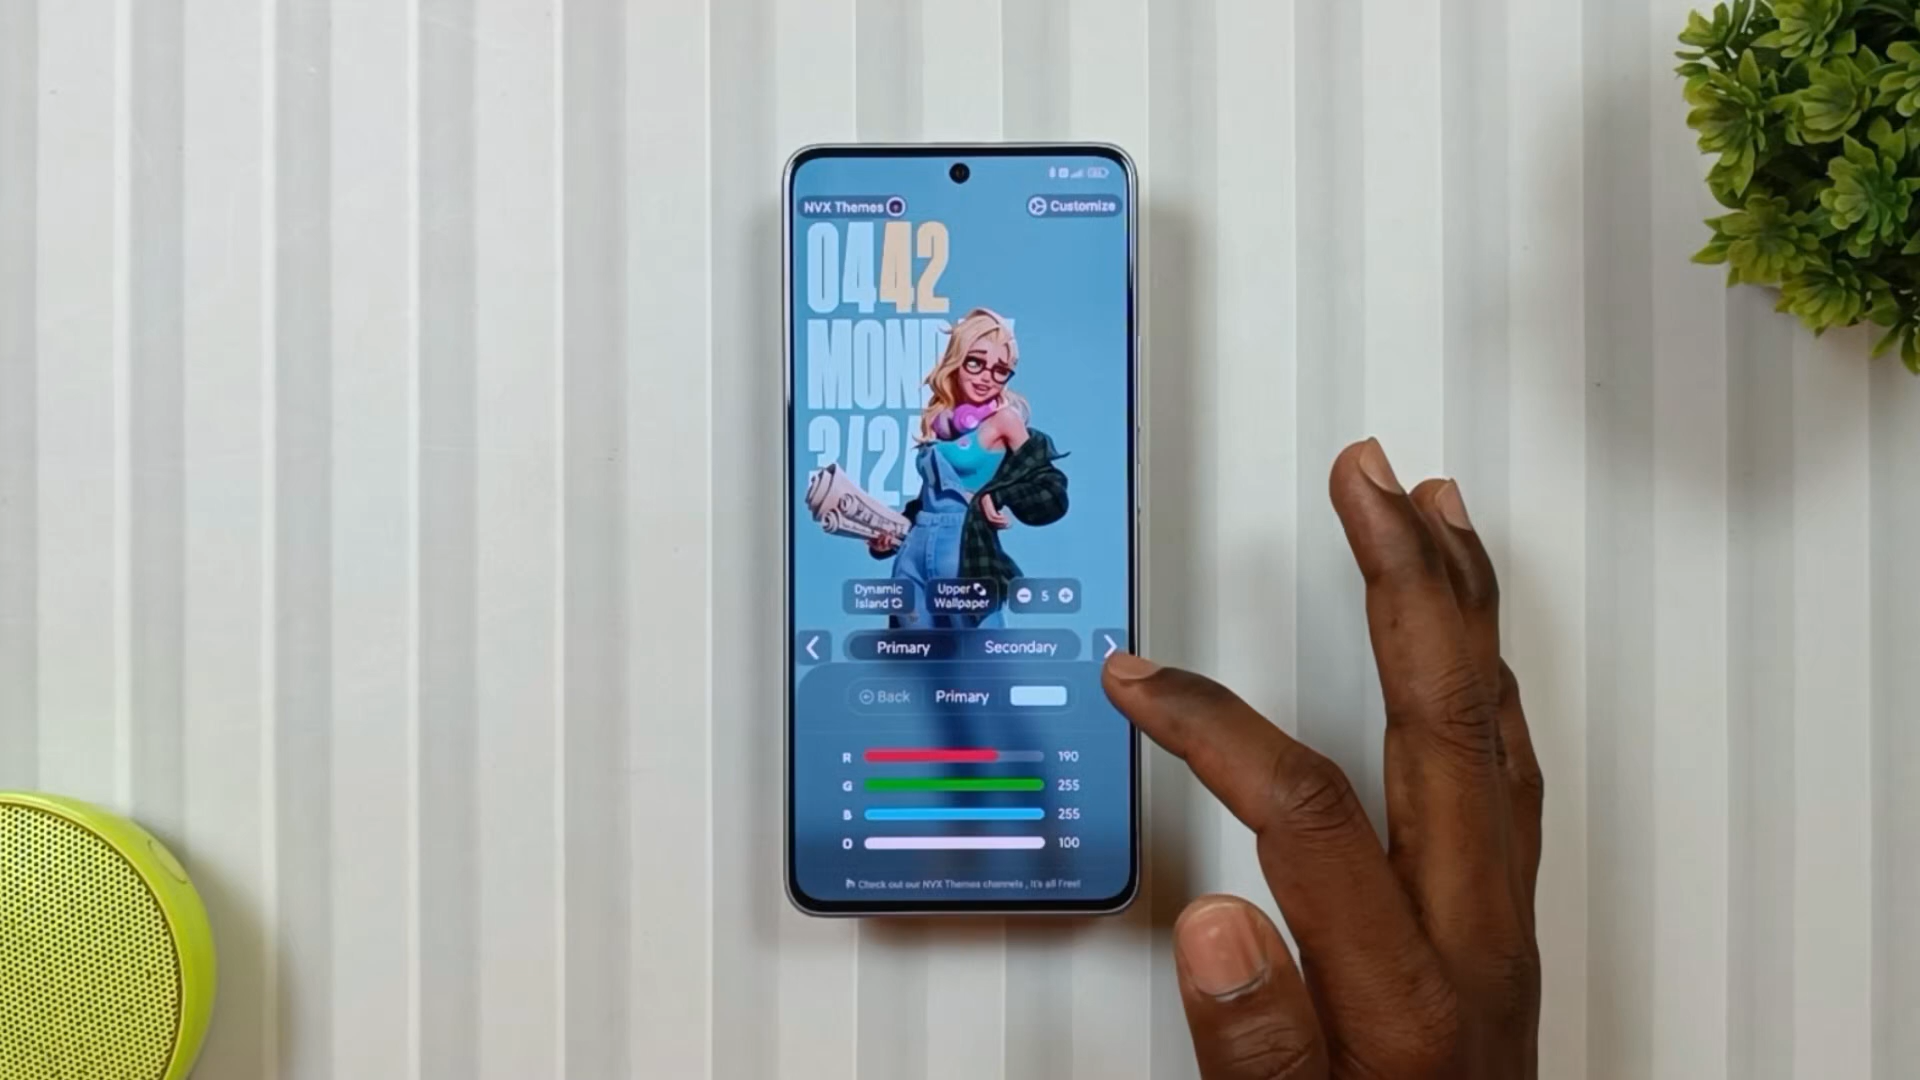 NVX Themes
Customize
0442
MOND
3/24
Dynamic
Island
Upper
Wallpaper
5
Primary
Secondary
Back
Primary
R
190
G
255
B
255
O
100
Check out our NVX Themes channels , It's all Free!